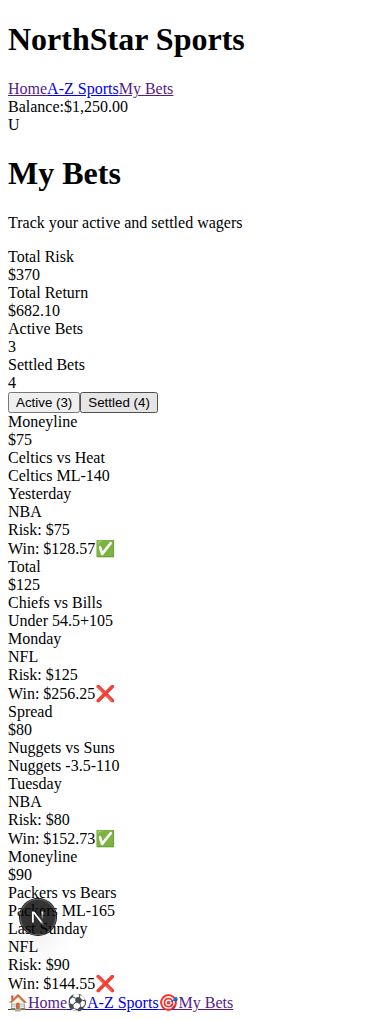 NorthStar Sports
HomeA-Z SportsMy Bets
Balance:$1,250.00
U
My Bets
Track your active and settled wagers
Total Risk
$370
Total Return
$682.10
Active Bets
3
Settled Bets
4
Active (3) Settled (4)
Moneyline
$75
Celtics vs Heat
Celtics ML-140
Yesterday
NBA
Risk: $75
Win: $128.57✅
Total
$125
Chiefs vs Bills
Under 54.5+105
Monday
NFL
Risk: $125
Win: $256.25❌
Spread
$80
Nuggets vs Suns
Nuggets -3.5-110
Tuesday
NBA
Risk: $80
Win: $152.73✅
Moneyline
$90
Packers vs Bears
Packers ML-165
Last Sunday
NFL
Risk: $90
Win: $144.55❌
🏠Home⚽A-Z Sports🎯My Bets